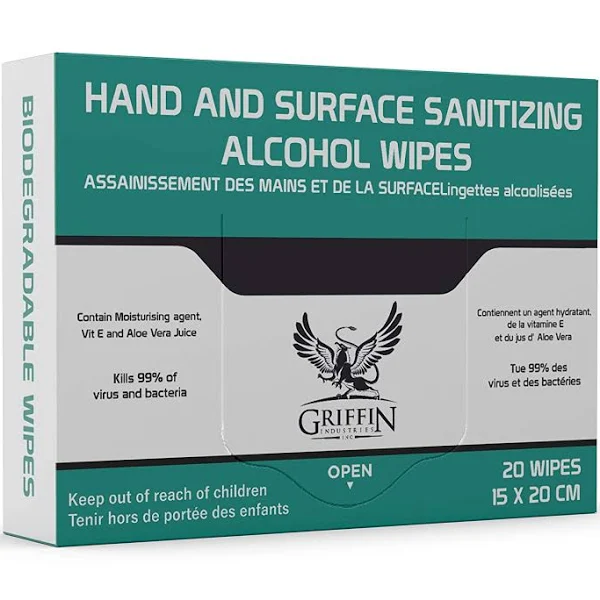 BIODEGRADABLE WIPES
HAND AND SURFACE SANITIZING
ALCOHOL WIPES
ASSAINISSEMENT DES MAINS ET DE LA SURFACELingettes alcoolisées
Contain Moisturising agent,
Vit E and Aloe Vera Juice
Kills 99% of
virus and bacteria
GRIFFIN
INDUSTRIES
INC
Contiennent un agent hydratant,
de la vitamine E
et du jus d' Aloe Vera
Tue 99% des
virus et des bactéries
OPEN
Keep out of reach of children
Tenir hors de portée des enfants
20 WIPES
15 X 20 CM